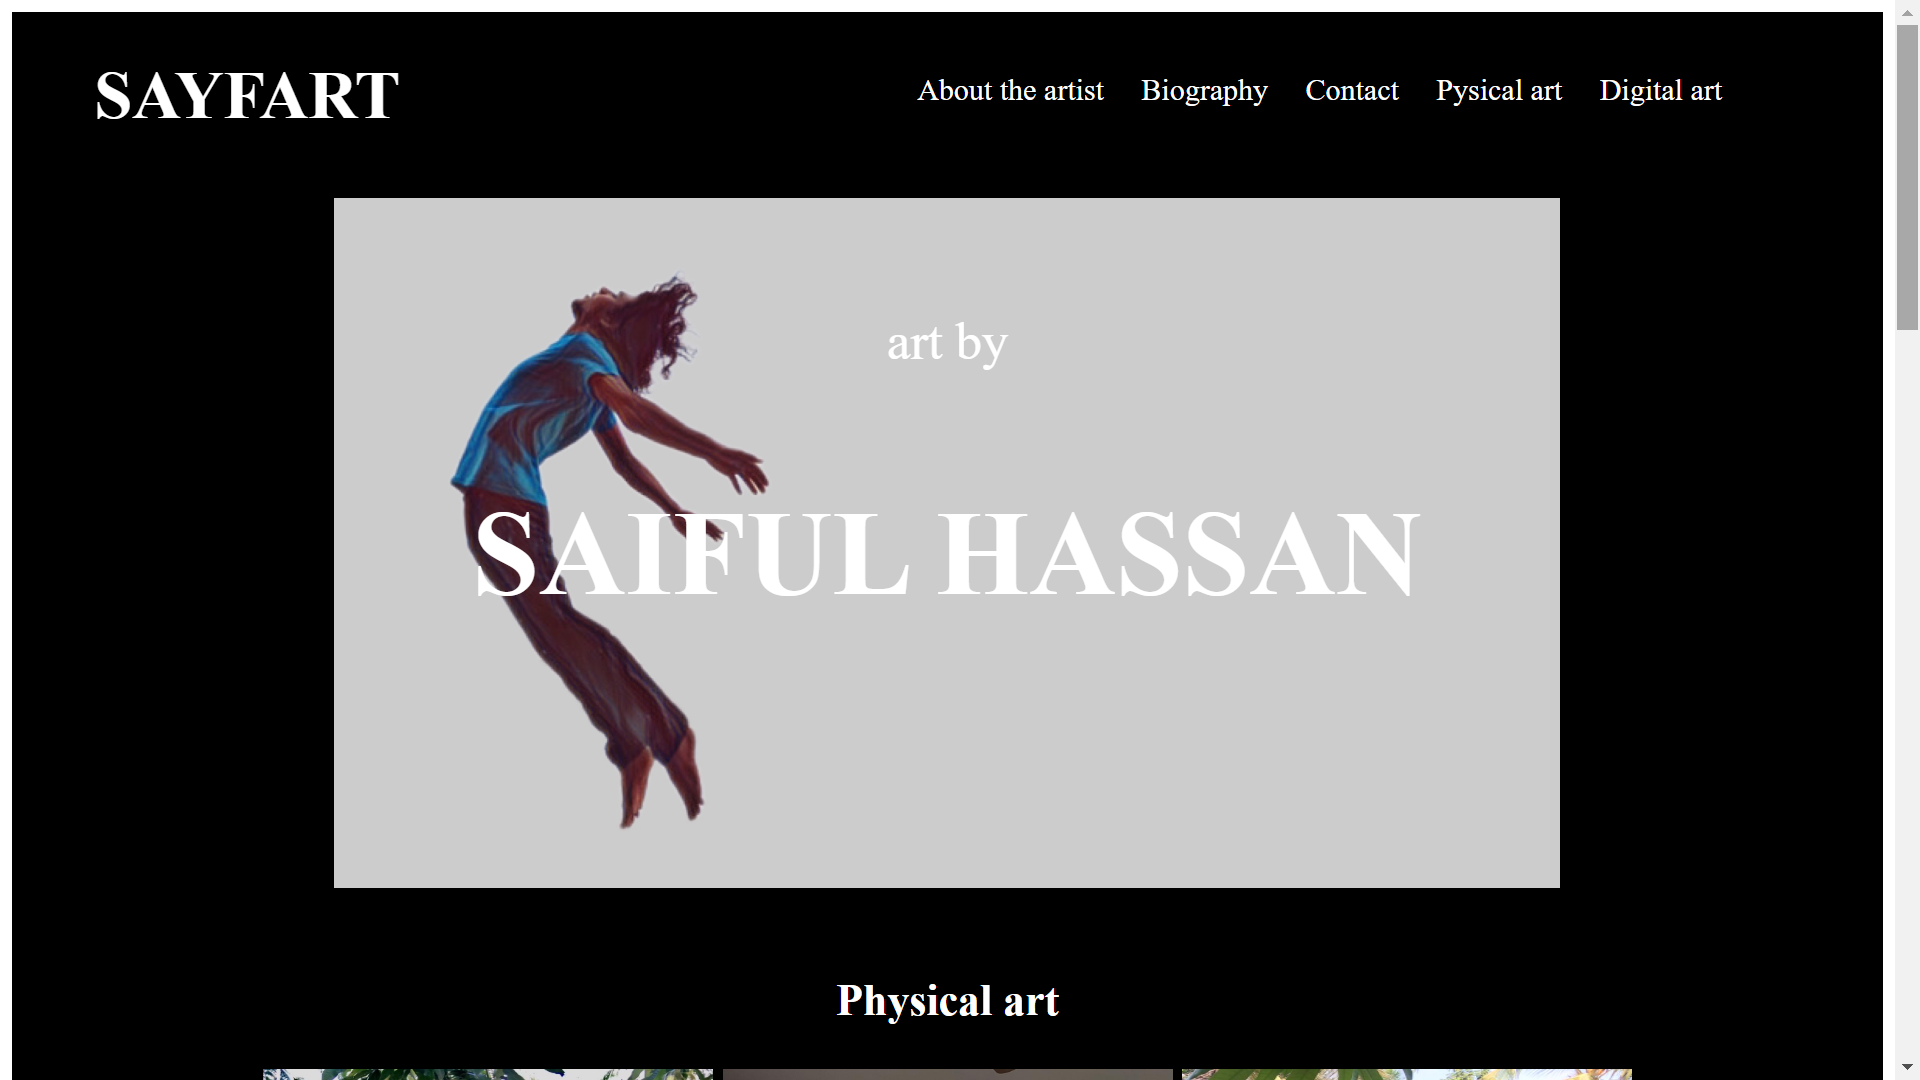 SAYFART
About the artist Biography Contact Pysical art Digital art
art by
SAIFUL HASSAN
Physical art